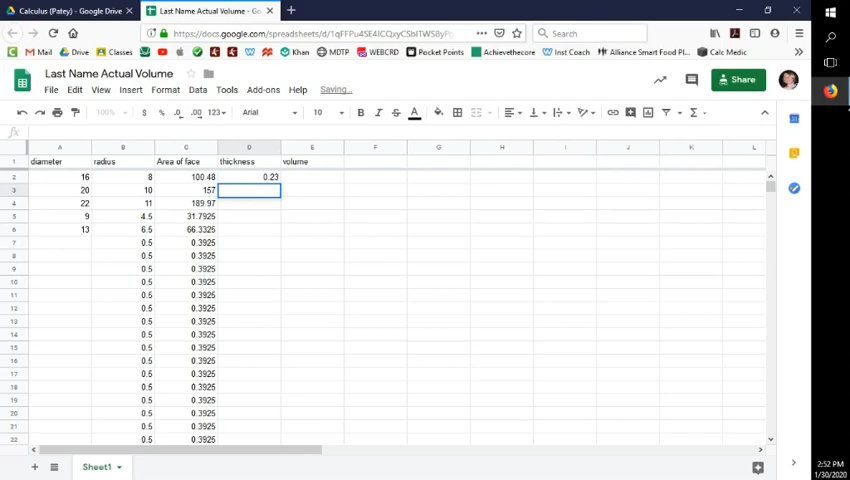 Calculus (Patey) - Google Drive
Last Name Actual Volume - Go
https://docs.google.com/spreadsheets/d/1qFFPu4SE4lCQxyCSbITWS8yF
Search
Mail Drive Classes Khan MDTP WEBCRD Pocket Points Achievethecore Inst Coach Alliance Smart Food Pl... Calc Medic
Last Name Actual Volume
File Edit View Insert Format Data Tools Add-ons Help Saving...
Share
100% $ % .0 .00 123 Arial 10 B I S A
fx
A B C D E F G H I J K L
1 diameter radius Area of face thickness volume
2 16 8 100.48 0.23
3 20 10 157
4 22 11 189.97
5 9 4.5 31.7925
6 13 6.5 66.3325
7 0.5 0.3925
8 0.5 0.3925
9 0.5 0.3925
10 0.5 0.3925
11 0.5 0.3925
12 0.5 0.3925
13 0.5 0.3925
14 0.5 0.3925
15 0.5 0.3925
16 0.5 0.3925
17 0.5 0.3925
18 0.5 0.3925
19 0.5 0.3925
20 0.5 0.3925
21 0.5 0.3925
22 0.5 0.3925
Sheet1
2:52 PM
1/30/2020